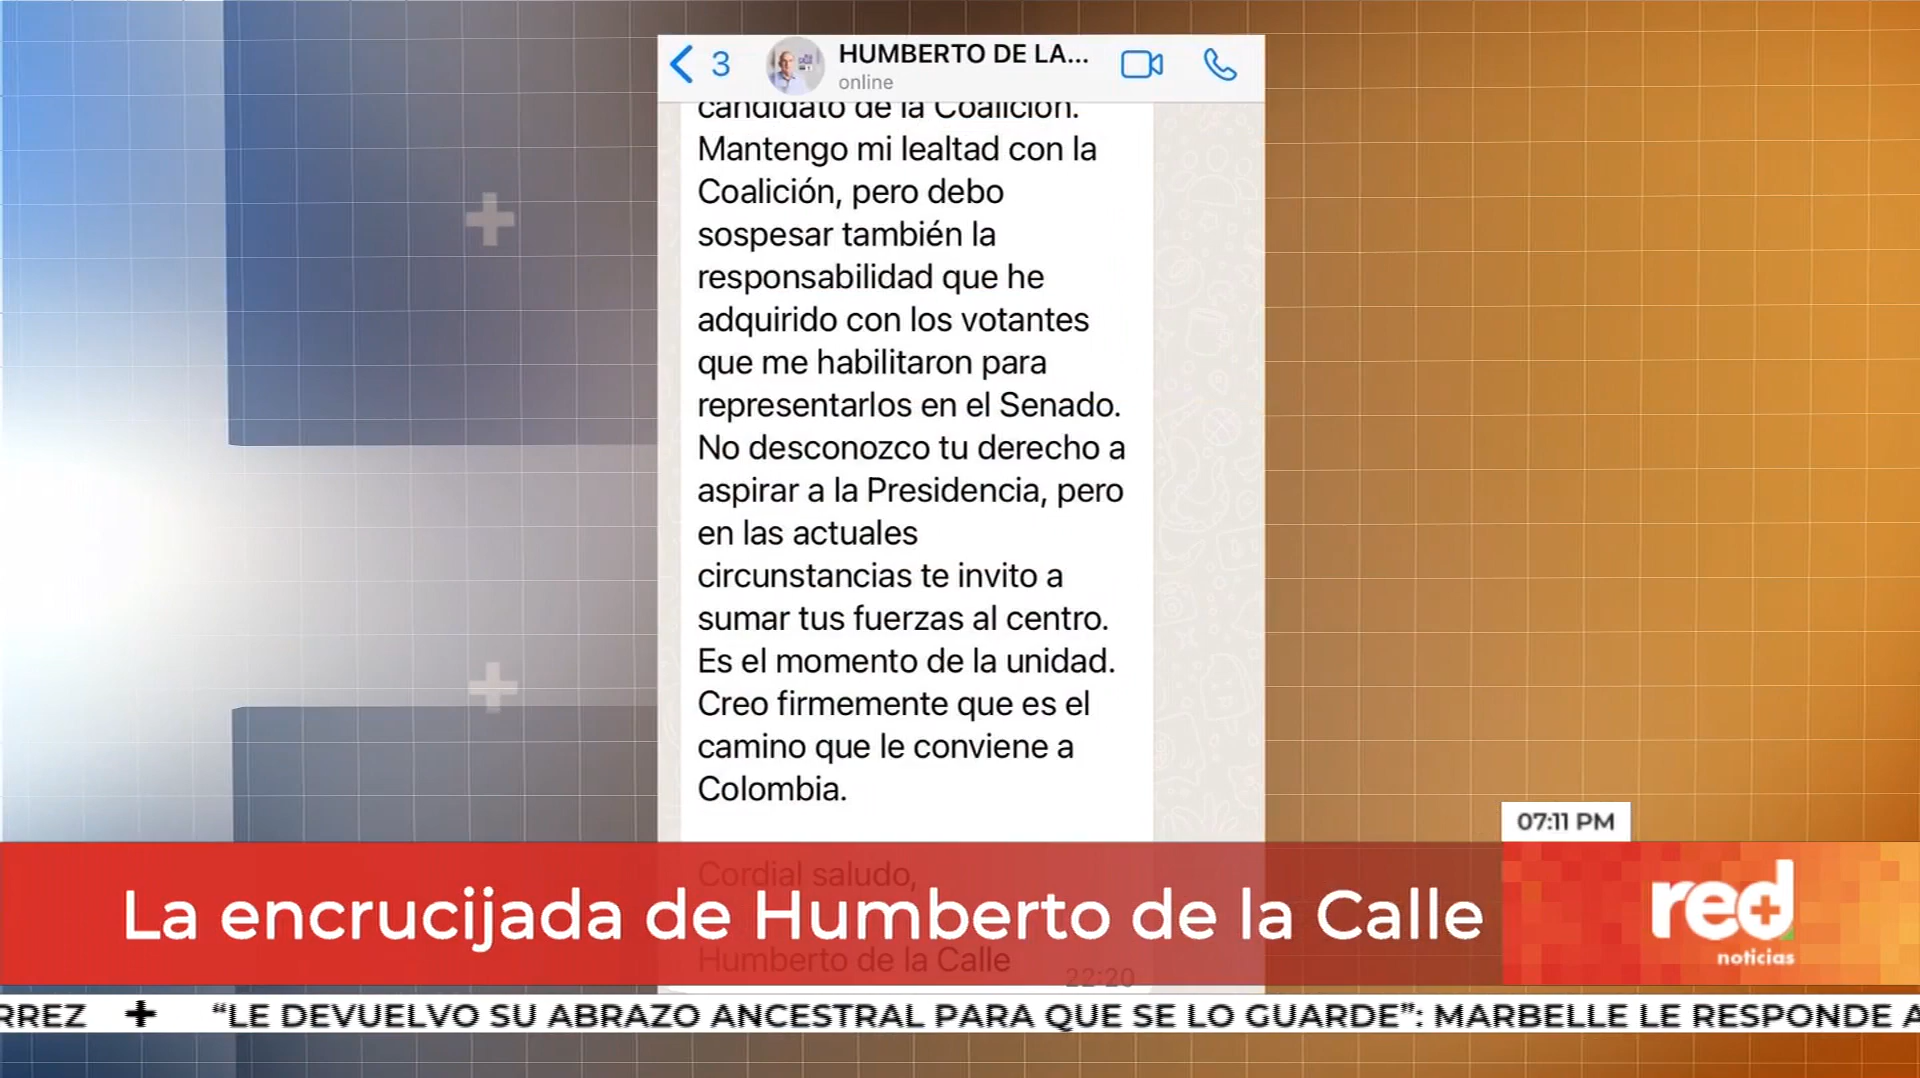 3
HUMBERTO DE LA...
online
candidato de la Coalición.
Mantengo mi lealtad con la
Coalición, pero debo
sospesar también la
responsabilidad que he
adquirido con los votantes
que me habilitaron para
representarlos en el Senado.
No desconozco tu derecho a
aspirar a la Presidencia, pero
en las actuales
circunstancias te invito a
sumar tus fuerzas al centro.
Es el momento de la unidad.
Creo firmemente que es el
camino que le conviene a
Colombia.
Cordial saludo,
Humberto de la Calle
22:20
07:11 PM
La encrucijada de Humberto de la Calle
red
noticias
RREZ + “LE DEVUELVO SU ABRAZO ANCESTRAL PARA QUE SE LO GUARDE”: MARBELLE LE RESPONDE A